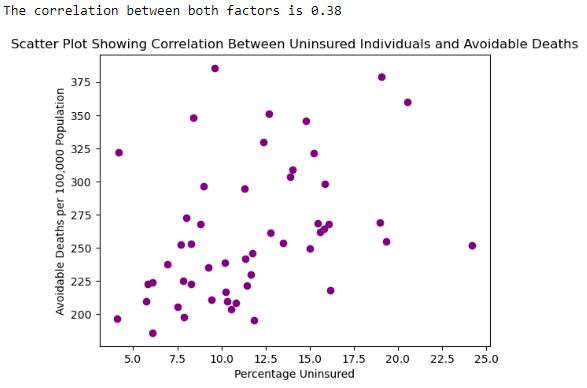 The correlation between both factors is 0.38
Scatter Plot Showing Correlation Between Uninsured Individuals and Avoidable Deaths
Avoidable Deaths per 100,000 Population
375
350
325
300
275
250
225
200
5.0 7.5 10.0 12.5 15.0 17.5 20.0 22.5 25.0
Percentage Uninsured